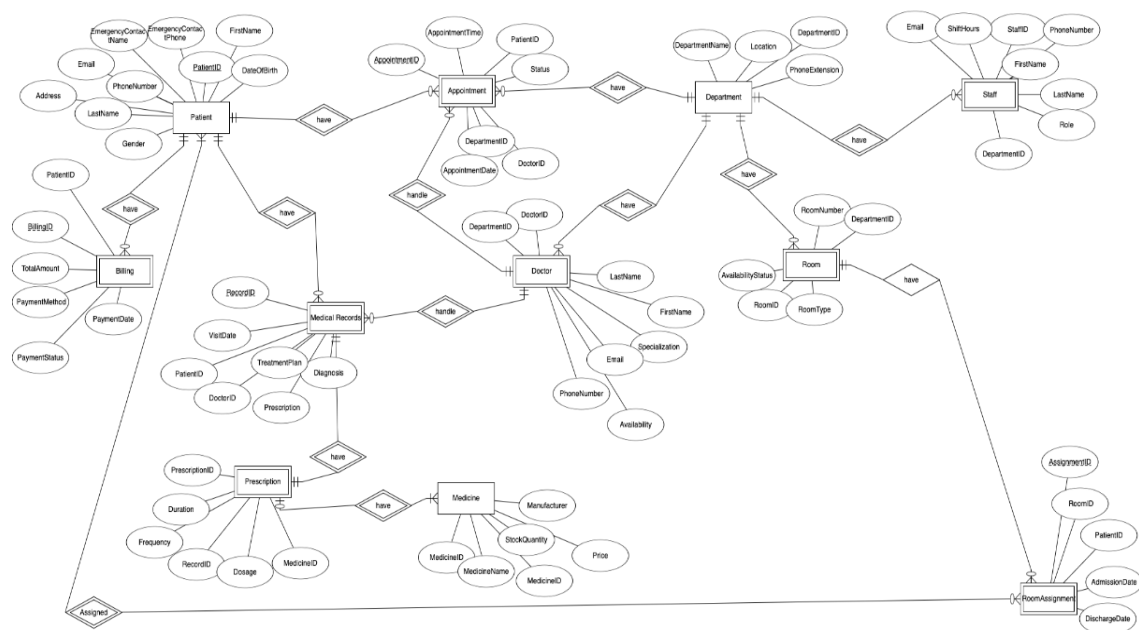 EmergencyContactName
EmergencyContactPhone
FirstName
Email
PatientID
DateOfBirth
PhoneNumber
Address
LastName
Patient
Gender
AppointmentTime
PatientID
AppointmentID
Status
Appointment
DepartmentID
AppointmentDate
DoctorID
have
have
DepartmentName
Location
DepartmentID
PhoneExtension
Department
Email
ShiftHours
StaffID
PhoneNumber
FirstName
Staff
LastName
Role
DepartmentID
have
PatientID
have
BillingID
TotalAmount
Billing
PaymentMethod
PaymentDate
PaymentStatus
have
handle
have
have
DepartmentID
DoctorID
Doctor
LastName
FirstName
Specialization
Email
PhoneNumber
Availability
RoomNumber
DepartmentID
Room
AvailabilityStatus
RoomID
RoomType
have
RecordID
Medical Records
handle
VisitDate
TreatmentPlan
PatientID
Diagnosis
DoctorID
Prescription
have
PrescriptionID
Prescription
Duration
Frequency
RecordID
Dosage
MedicineID
have
Medicine
Manufacturer
StockQuantity
Price
MedicineID
MedicineName
MedicineID
AssignmentID
RoomID
PatientID
AdmissionDate
RoomAssignment
DischargeDate
Assigned